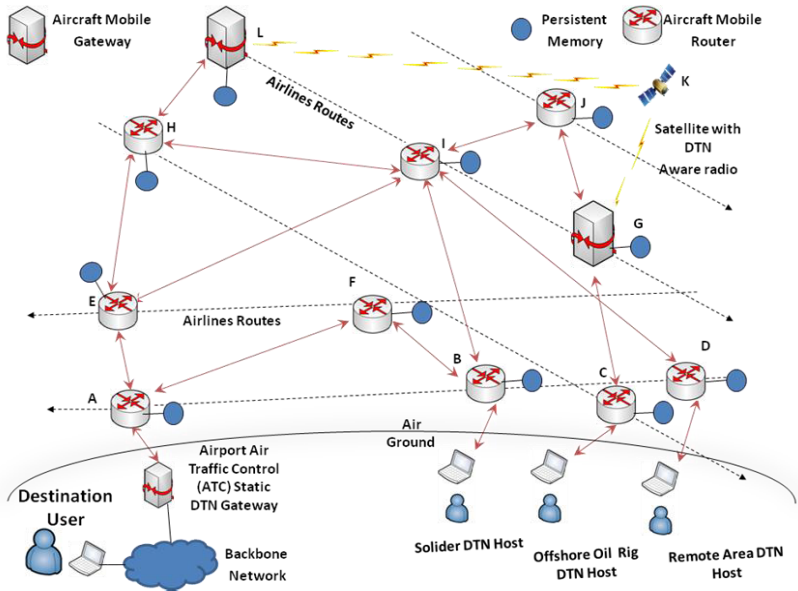 Aircraft Mobile
Gateway
L
Persistent
Memory
Aircraft Mobile
Router
Airlines Routes
K
J
H
I
Satellite with
DTN
Aware radio
G
E
F
Airlines Routes
B
D
A
C
Air
Ground
Airport Air
Traffic Control
(ATC) Static
DTN Gateway
Destination
User
Backbone
Network
Solider DTN Host
Offshore Oil Rig
DTN Host
Remote Area DTN
Host